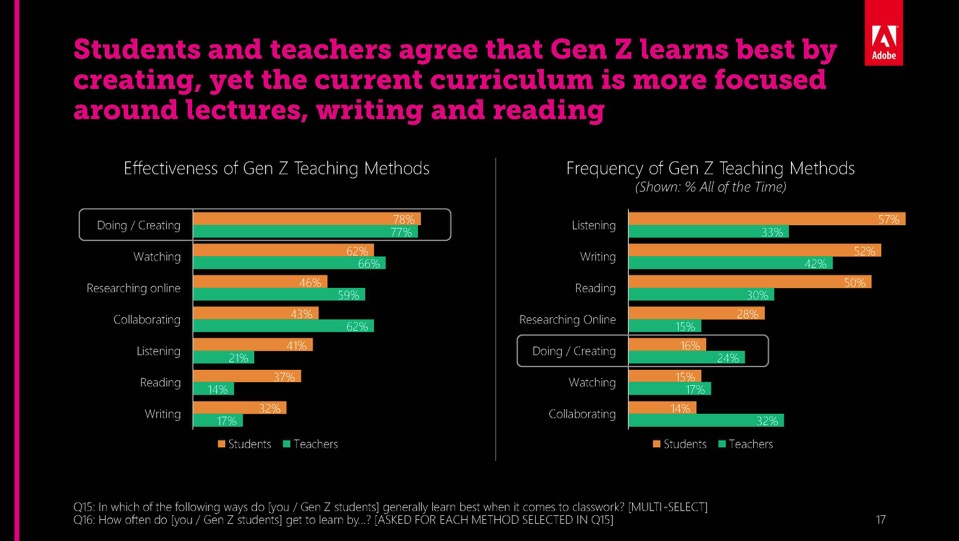 Students and teachers agree that Gen Z learns best by
creating, yet the current curriculum is more focused
around lectures, writing and reading
Adobe
Effectiveness of Gen Z Teaching Methods
Doing / Creating 78% 77%
Watching 62% 66%
Researching online 46% 59%
Collaborating 43% 62%
Listening 41% 21%
Reading 37% 14%
Writing 32% 17%
Students Teachers
Frequency of Gen Z Teaching Methods
(Shown: % All of the Time)
Listening 57% 33%
Writing 52% 42%
Reading 50% 30%
Researching Online 28% 15%
Doing / Creating 16% 24%
Watching 15% 17%
Collaborating 14% 32%
Students Teachers
Q15: In which of the following ways do [you / Gen Z students] generally learn best when it comes to classwork? [MULTI-SELECT]
Q16: How often do [you / Gen Z students] get to learn by...? [ASKED FOR EACH METHOD SELECTED IN Q15]
17